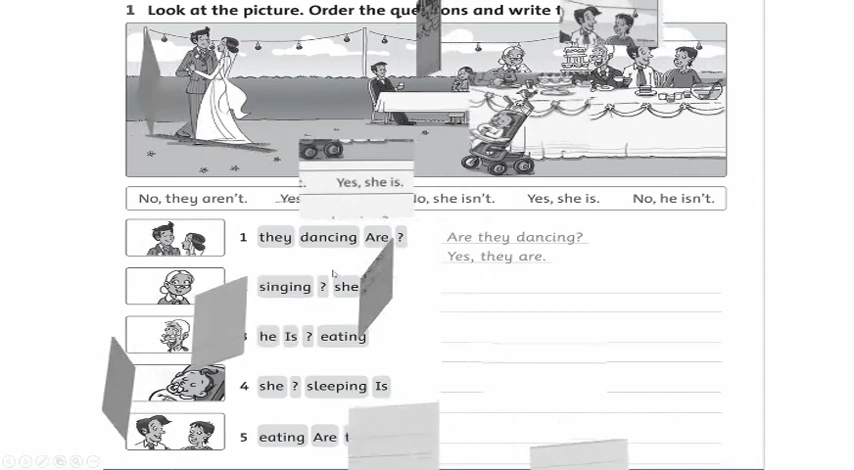 1 Look at the picture. Order the
and write
Yes, she is.
No, they aren't.
she isn't.
Yes, she is.
No, he isn't.
1 they dancing Are ?
Are they dancing?
Yes, they are.
singing ? she
he Is ? eating
4 she ? sleeping Is
5 eating Are